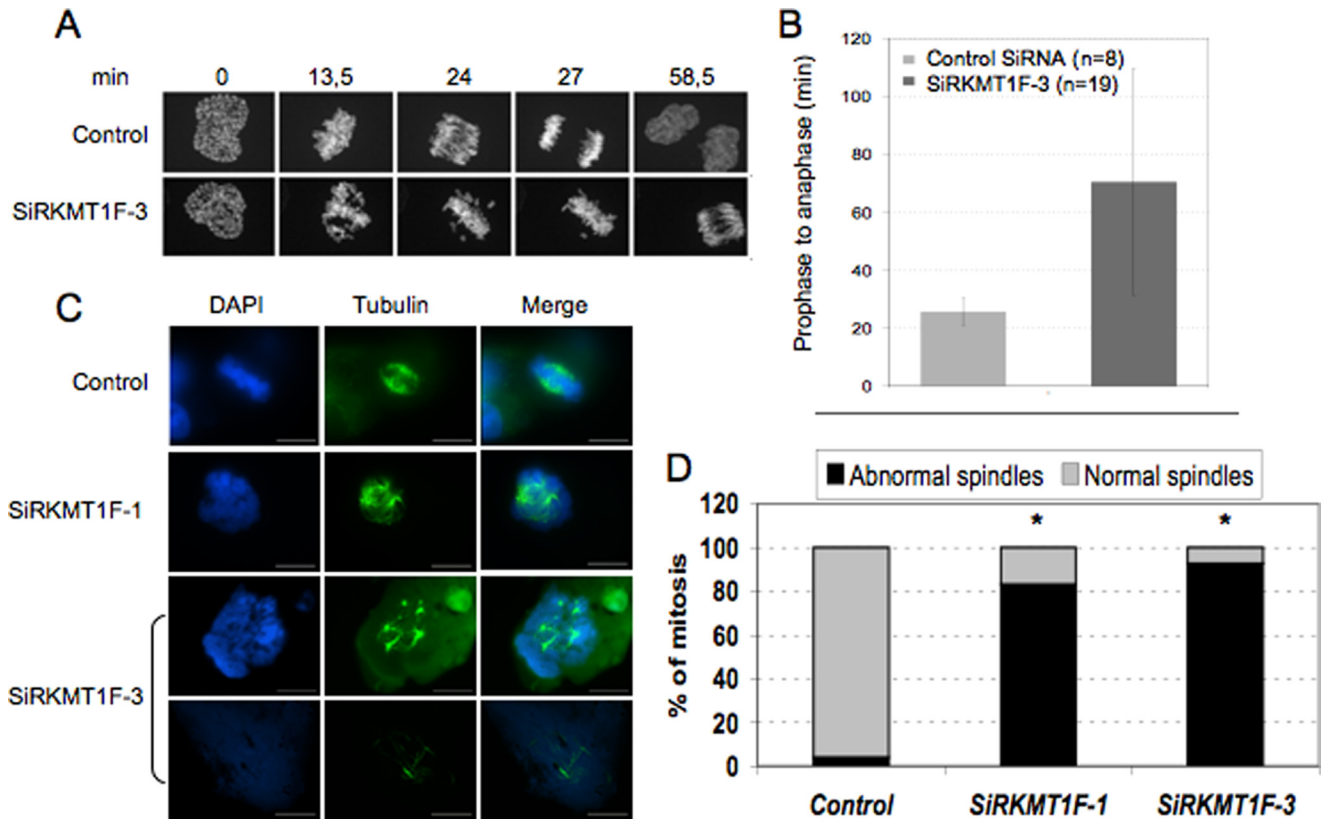 A
min 0 13,5 24 27 58,5
Control
SiRKMT1F-3
B
120
100
80
60
40
20
0
Prophase to anaphase (min)
Control SiRNA (n=8)
SiRKMT1F-3 (n=19)
C
DAPI Tubulin Merge
Control
SiRKMT1F-1
SiRKMT1F-3
D
Abnormal spindles Normal spindles
120
100
80
60
40
20
0
% of mitosis
* *
Control SiRKMT1F-1 SiRKMT1F-3